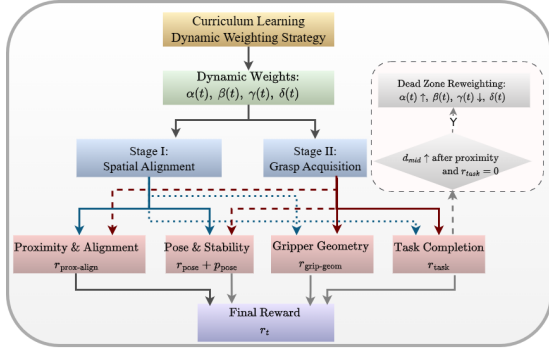 Curriculum Learning
Dynamic Weighting Strategy
Dynamic Weights:
α(t), β(t), γ(t), δ(t)
Dead Zone Reweighting:
α(t) ↑, β(t), γ(t) ↓, δ(t)
Y
d_mid ↑ after proximity
and r_task = 0
Stage I:
Spatial Alignment
Stage II:
Grasp Acquisition
Proximity & Alignment
r_prox-align
Pose & Stability
r_pose + p_pose
Gripper Geometry
r_grip-geom
Task Completion
r_task
Final Reward
r_t